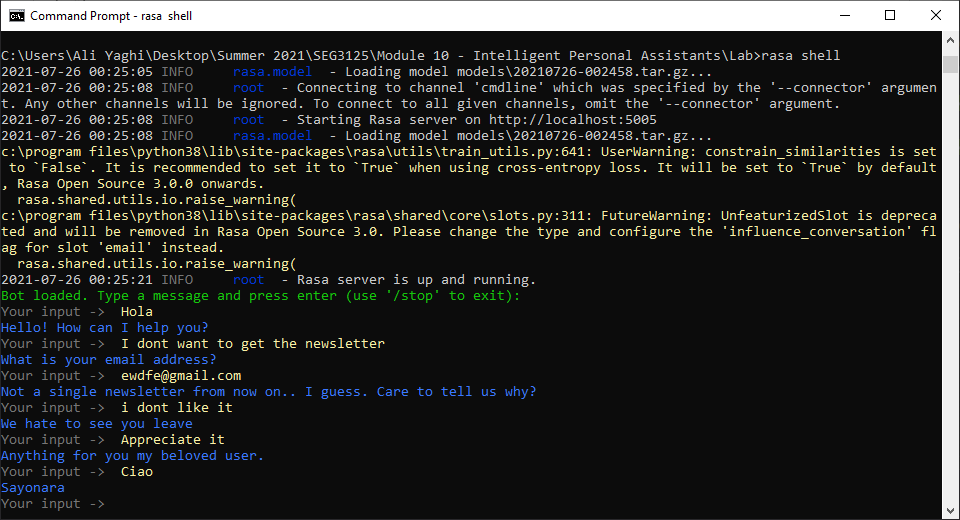 Command Prompt - rasa shell
C:\Users\Ali Yaghi\Desktop\Summer 2021\SEG3125\Module 10 - Intelligent Personal Assistants\Lab>rasa shell
2021-07-26 00:25:05 INFO     rasa.model  - Loading model models\20210726-002458.tar.gz...
2021-07-26 00:25:08 INFO     root  - Connecting to channel 'cmdline' which was specified by the '--connector' argumen
t. Any other channels will be ignored. To connect to all given channels, omit the '--connector' argument.
2021-07-26 00:25:08 INFO     root  - Starting Rasa server on http://localhost:5005
2021-07-26 00:25:08 INFO     rasa.model  - Loading model models\20210726-002458.tar.gz...
c:\program files\python38\lib\site-packages\rasa\utils\train_utils.py:641: UserWarning: constrain_similarities is set
 to `False`. It is recommended to set it to `True` when using cross-entropy loss. It will be set to `True` by default
, Rasa Open Source 3.0.0 onwards.
  rasa.shared.utils.io.raise_warning(
c:\program files\python38\lib\site-packages\rasa\shared\core\slots.py:311: FutureWarning: UnfeaturizedSlot is depreca
ted and will be removed in Rasa Open Source 3.0. Please change the type and configure the 'influence_conversation' fl
ag for slot 'email' instead.
  rasa.shared.utils.io.raise_warning(
2021-07-26 00:25:21 INFO     root  - Rasa server is up and running.
Bot loaded. Type a message and press enter (use '/stop' to exit):
Your input ->  Hola
Hello! How can I help you?
Your input ->  I dont want to get the newsletter
What is your email address?
Your input ->  ewdfe@gmail.com
Not a single newsletter from now on.. I guess. Care to tell us why?
Your input ->  i dont like it
We hate to see you leave
Your input ->  Appreciate it
Anything for you my beloved user.
Your input ->  Ciao
Sayonara
Your input ->